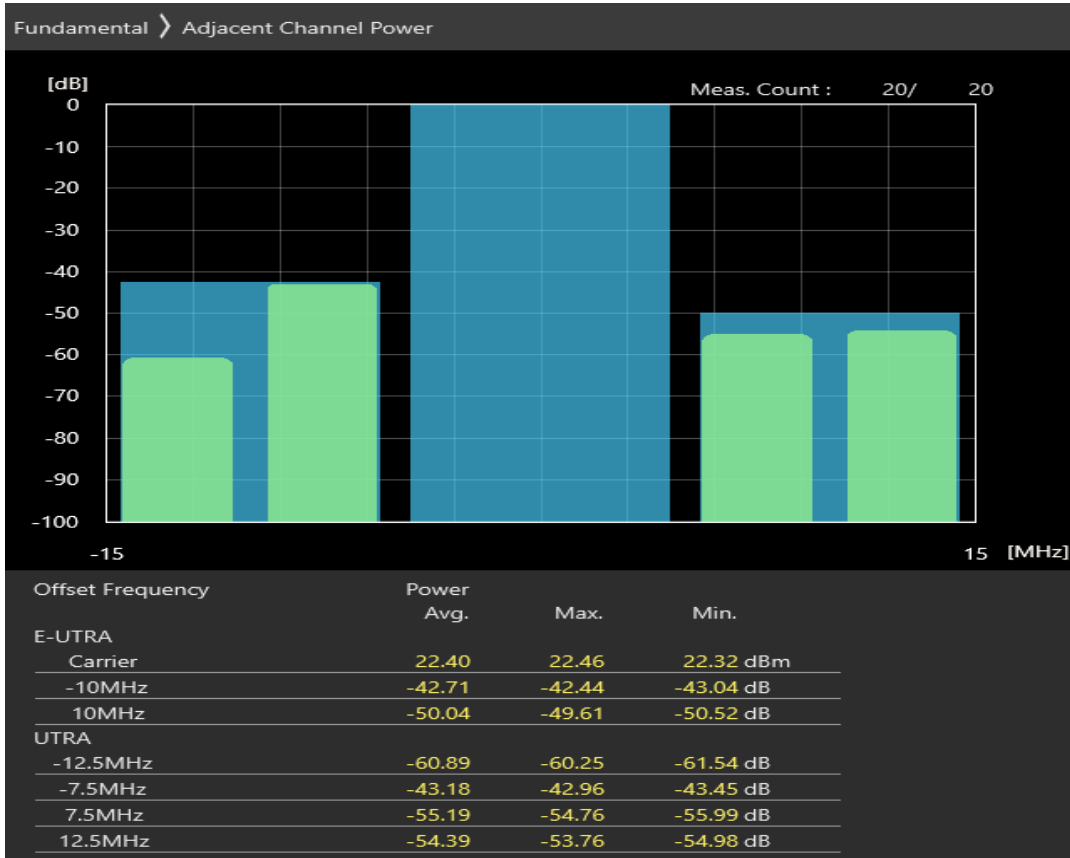 Fundamental 》 Adjacent Channel Power
[dB]
Meas. Count : 20/ 20
0
-10
-20
-30
-40
-50
-60
-70
-80
-90
-100
-15 15 [MHz]
Offset Frequency Power
Avg. Max. Min.
E-UTRA
Carrier 22.40 22.46 22.32 dBm
-10MHz -42.71 -42.44 -43.04 dB
10MHz -50.04 -49.61 -50.52 dB
UTRA
-12.5MHz -60.89 -60.25 -61.54 dB
-7.5MHz -43.18 -42.96 -43.45 dB
7.5MHz -55.19 -54.76 -55.99 dB
12.5MHz -54.39 -53.76 -54.98 dB